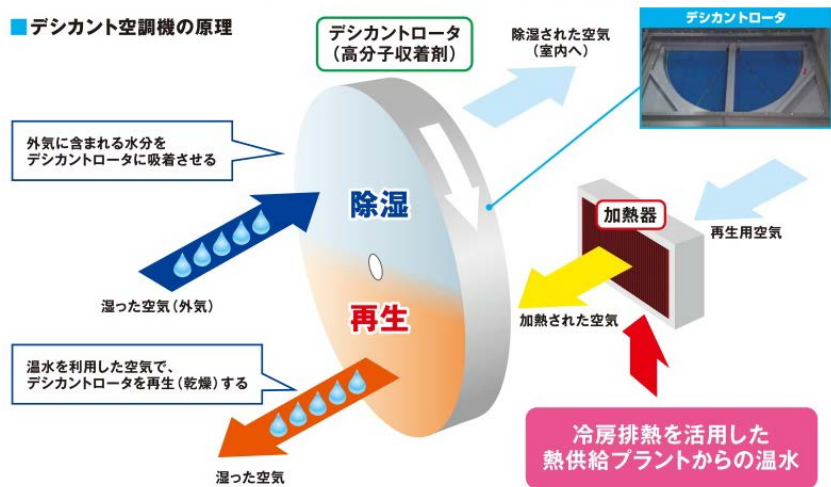 ■デシカント空調機の原理
デシカントロータ
(高分子収着剤)
除湿された空気
(室内へ)
デシカントロータ
外気に含まれる水分を
デシカントロータに吸着させる
除湿
加熱器
再生用空気
湿った空気(外気)
再生
加熱された空気
温水を利用した空気で、
デシカントロータを再生(乾燥)する
湿った空気
冷房排熱を活用した
熱供給プラントからの温水